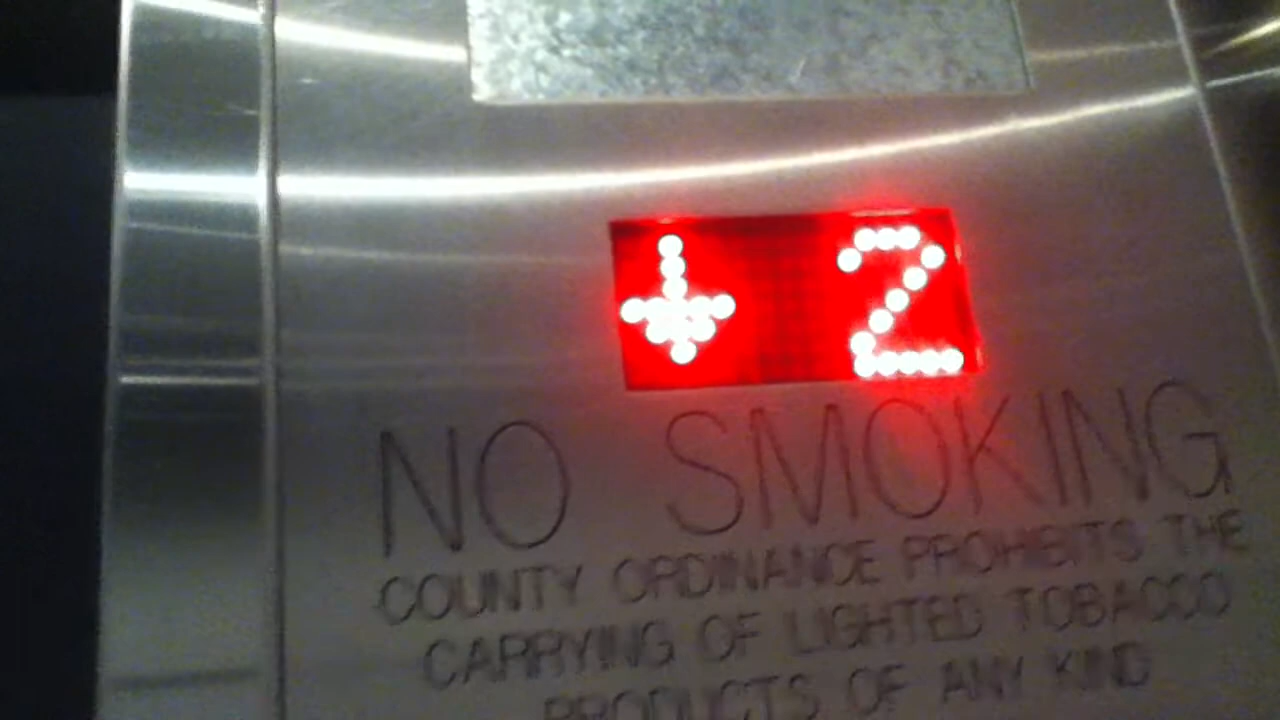 ↓ 2
NO SMOKING
COUNTY ORDINANCE PROHIBITS THE
CARRYING OF LIGHTED TOBACCO
PRODUCTS OF ANY KIND